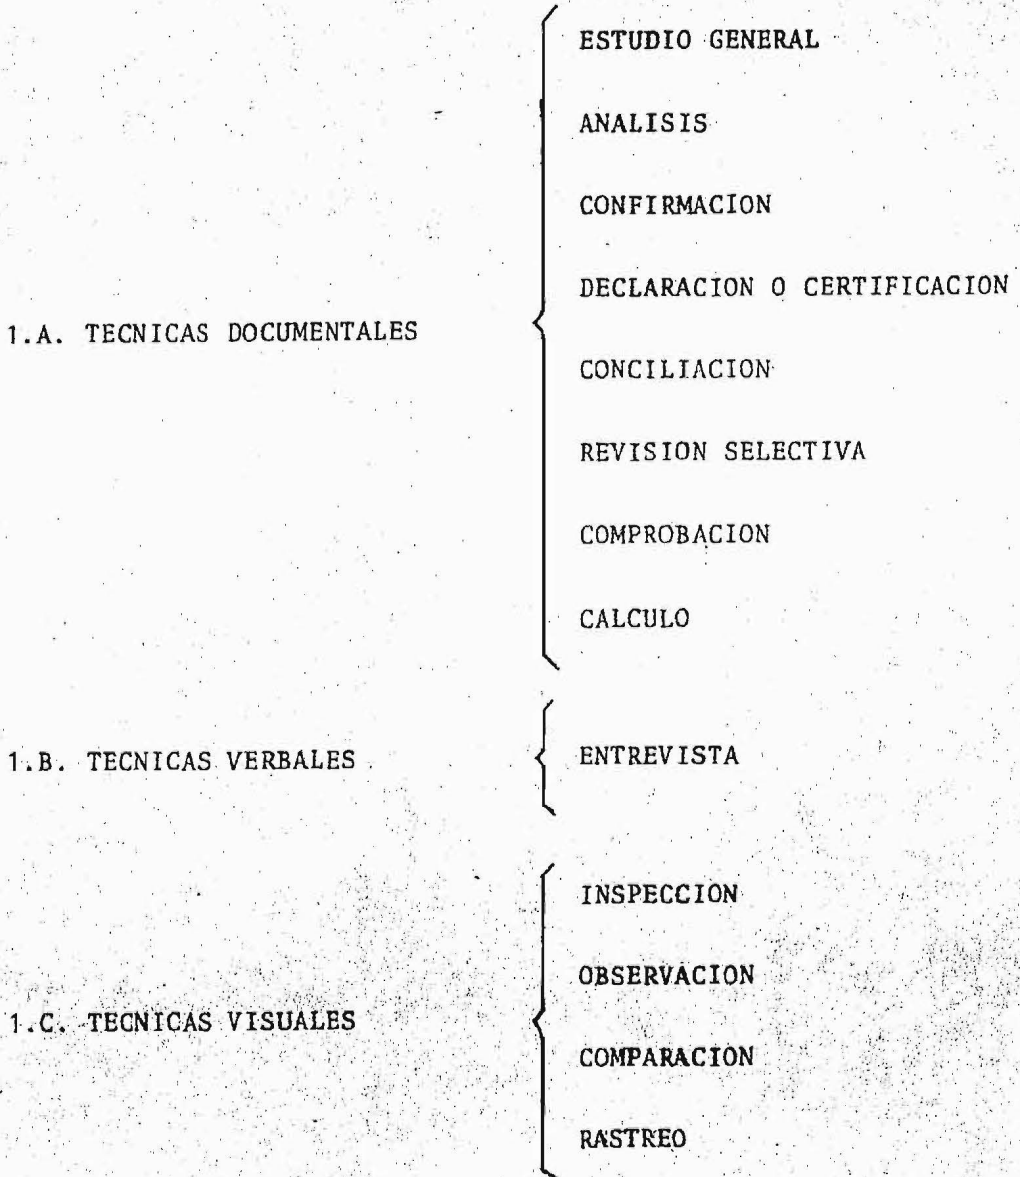 ESTUDIO GENERAL
ANALISIS
CONFIRMACION
DECLARACION O CERTIFICACION
1.A. TECNICAS DOCUMENTALES
CONCILIACION
REVISION SELECTIVA
COMPROBACION
CALCULO
1.B. TECNICAS VERBALES
ENTREVISTA
INSPECCION
OBSERVACION
1.C. TECNICAS VISUALES
COMPARACION
RASTREO